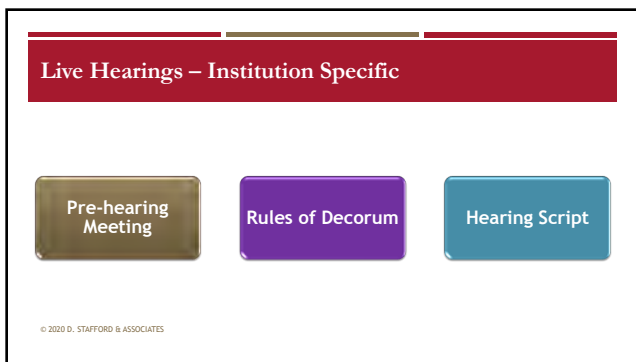 Live Hearings – Institution Specific
Pre-hearing
Meeting
Rules of Decorum
Hearing Script
© 2020 D. STAFFORD & ASSOCIATES